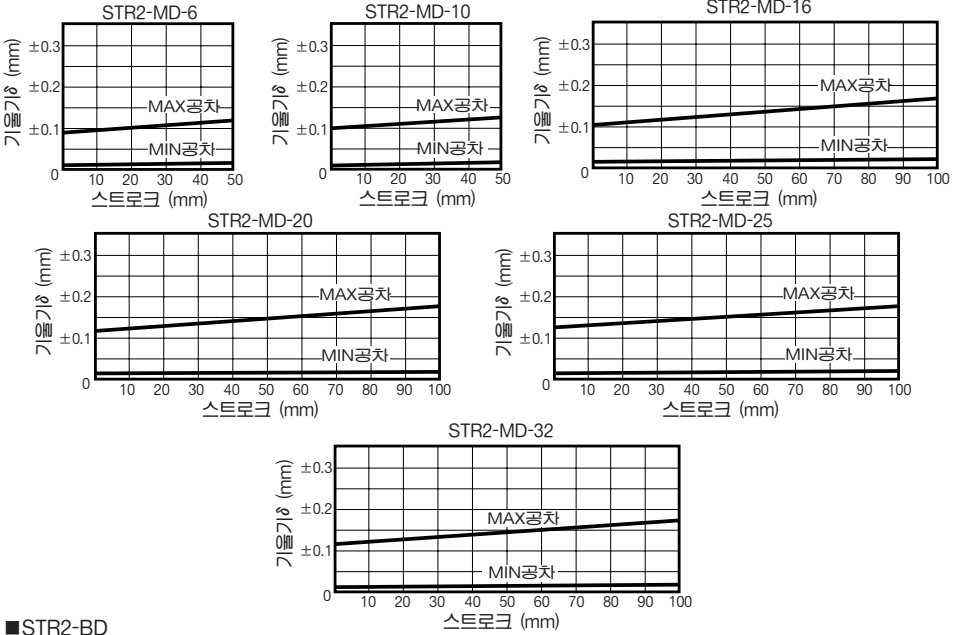 STR2-MD-6
기울기δ (mm)
±0.3
±0.2
±0.1
0
MAX공차
MIN공차
10 20 30 40 50
스트로크 (mm)
STR2-MD-10
기울기δ (mm)
±0.3
±0.2
±0.1
0
MAX공차
MIN공차
10 20 30 40 50
스트로크 (mm)
STR2-MD-16
기울기δ (mm)
±0.3
±0.2
±0.1
0
MAX공차
MIN공차
10 20 30 40 50 60 70 80 90 100
스트로크 (mm)
STR2-MD-20
기울기δ (mm)
±0.3
±0.2
±0.1
0
MAX공차
MIN공차
10 20 30 40 50 60 70 80 90 100
스트로크 (mm)
STR2-MD-25
기울기δ (mm)
±0.3
±0.2
±0.1
0
MAX공차
MIN공차
10 20 30 40 50 60 70 80 90 100
스트로크 (mm)
STR2-MD-32
기울기δ (mm)
±0.3
±0.2
±0.1
0
MAX공차
MIN공차
10 20 30 40 50 60 70 80 90 100
스트로크 (mm)
■STR2-BD